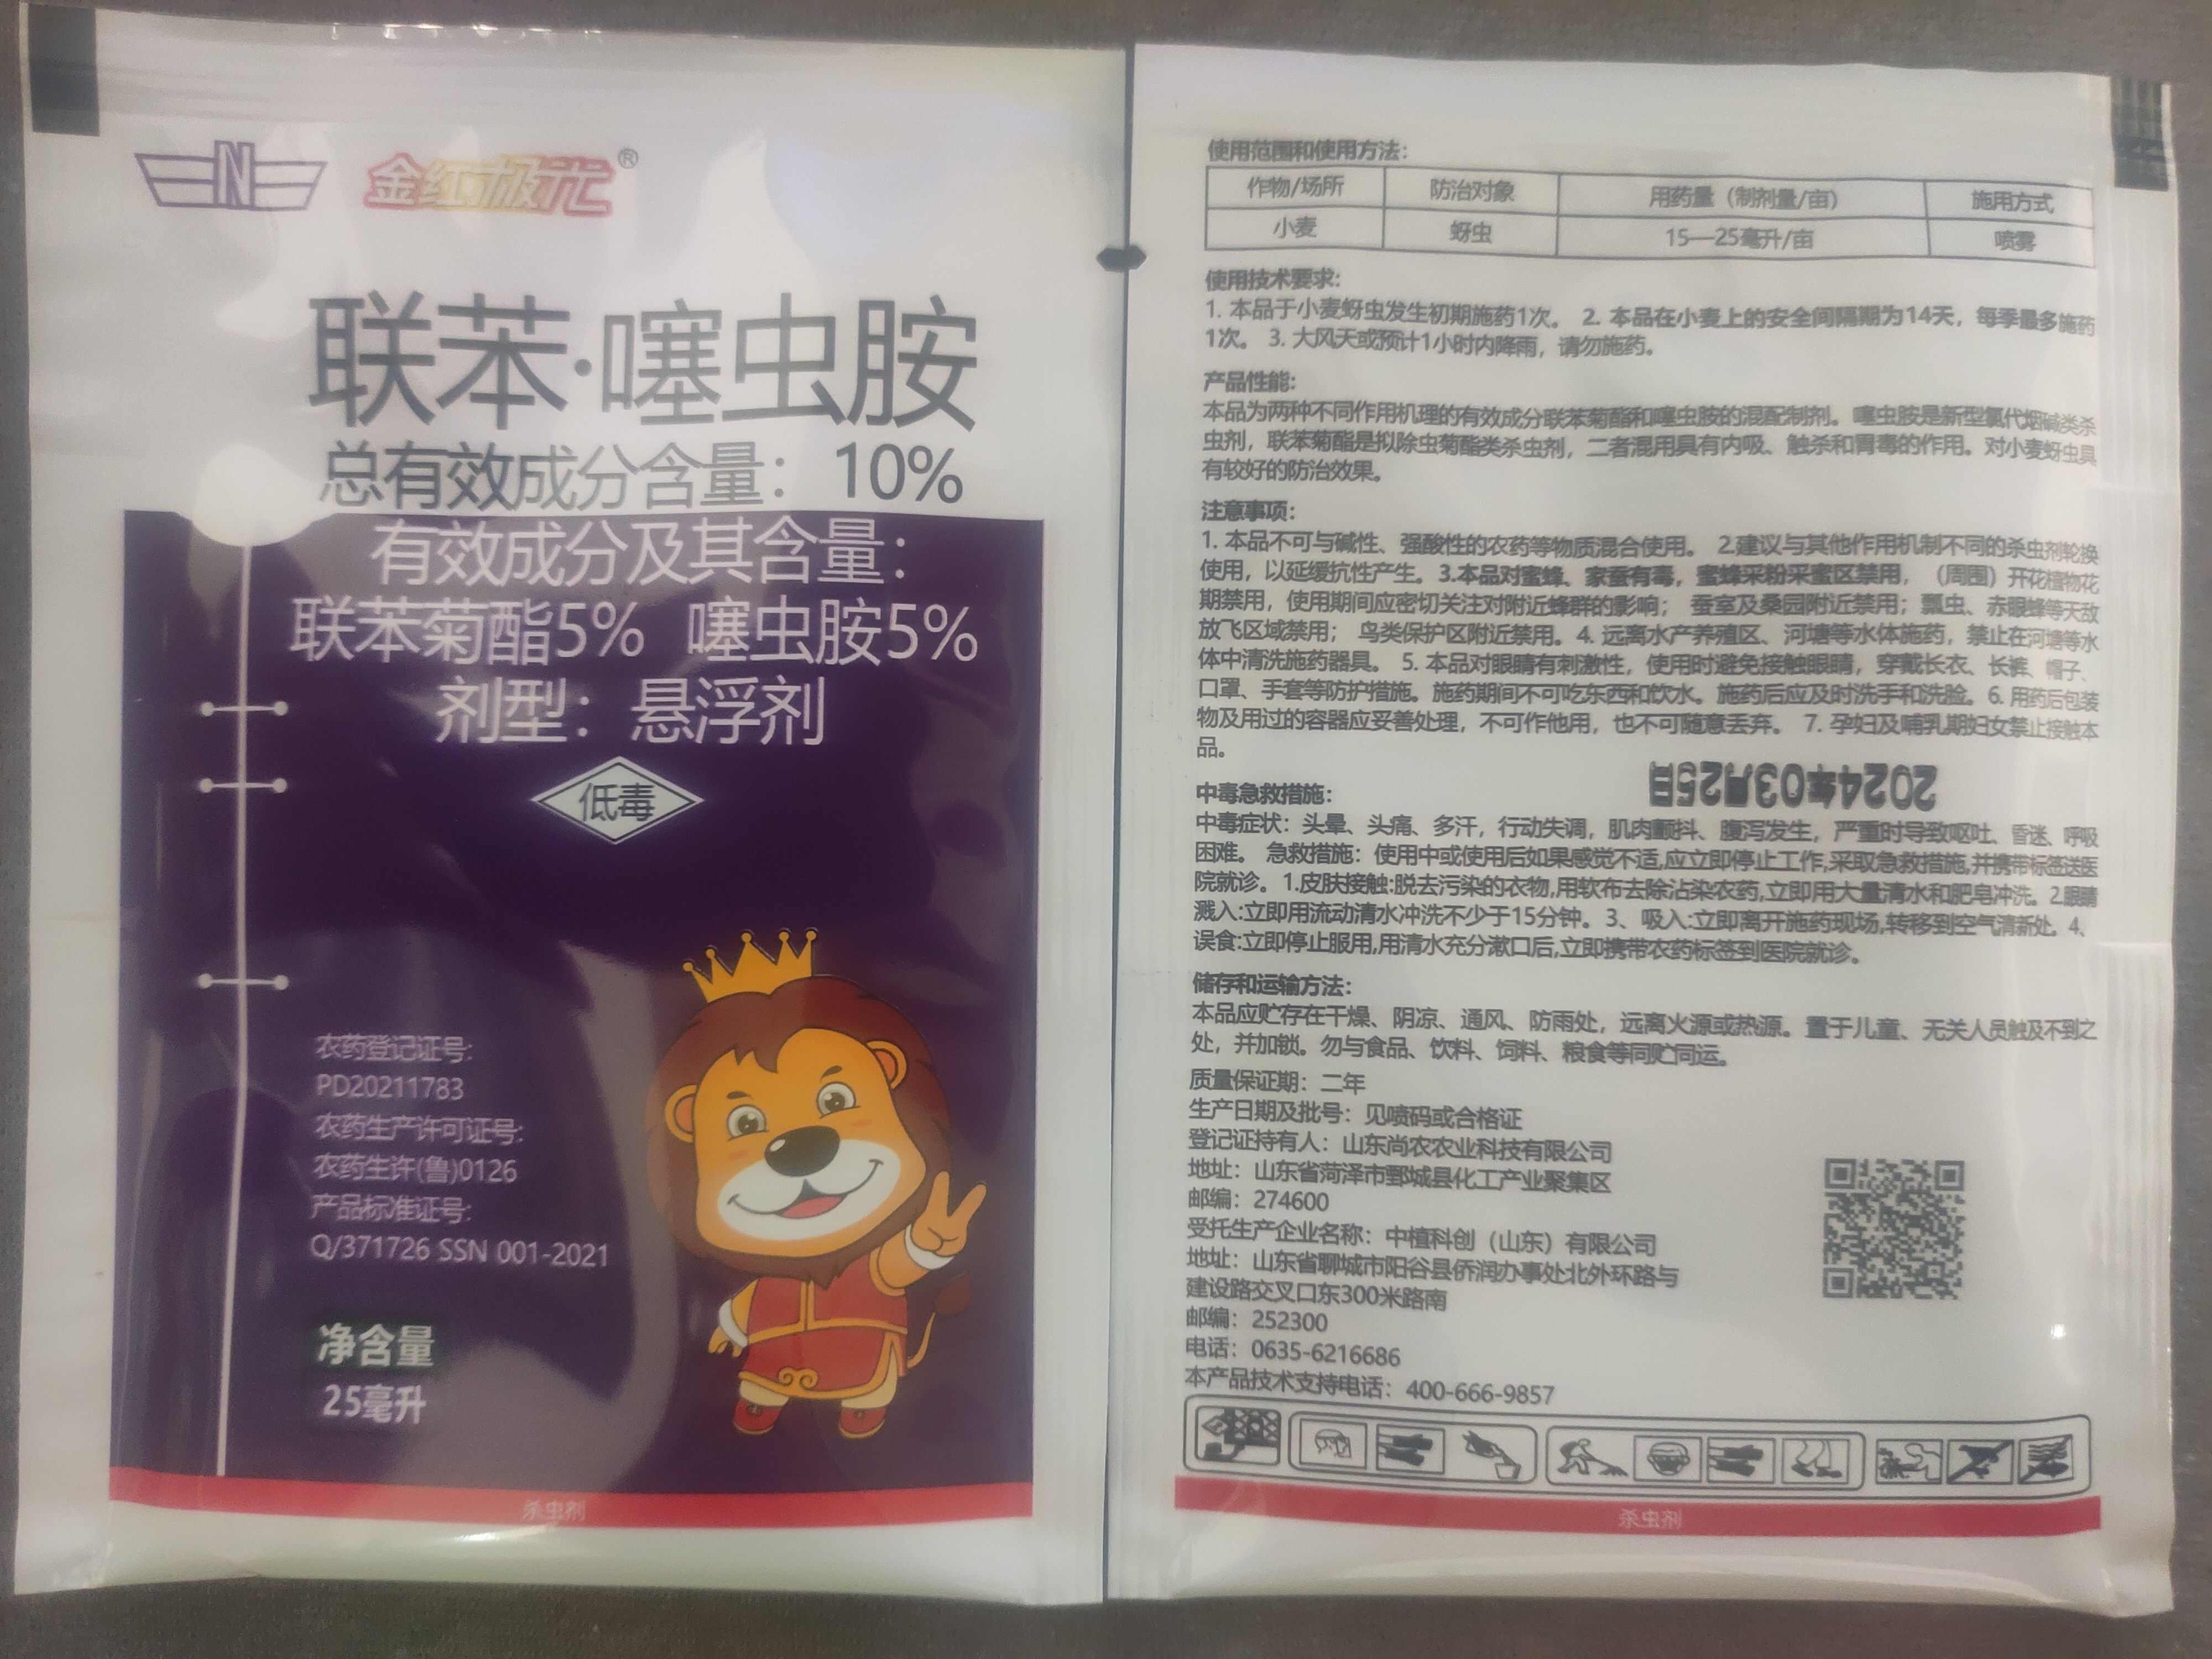 N
金红极光®
联苯·噻虫胺
总有效成分含量：10%
有效成分及其含量：
联苯菊酯5% 噻虫胺5%
剂型：悬浮剂
低毒
农药登记证号：
PD20211783
农药生产许可证号：
农药生许(鲁)0126
产品标准证号：
Q/371726 SSN 001-2021
净含量
25毫升
杀虫剂
使用范围和使用方法：
作物/场所 防治对象 用药量（制剂量/亩） 施用方式
小麦 蚜虫 15—25毫升/亩 喷雾
使用技术要求：
1. 本品于小麦蚜虫发生初期施药1次。 2. 本品在小麦上的安全间隔期为14天，每季最多施药
1次。 3. 大风天或预计1小时内降雨，请勿施药。
产品性能：
本品为两种不同作用机理的有效成分联苯菊酯和噻虫胺的混配制剂。噻虫胺是新型氯代烟碱类杀
虫剂，联苯菊酯是拟除虫菊酯类杀虫剂，二者混用具有内吸、触杀和胃毒的作用。对小麦蚜虫具
有较好的防治效果。
注意事项：
1. 本品不可与碱性、强酸性的农药等物质混合使用。 2.建议与其他作用机制不同的杀虫剂轮换
使用，以延缓抗性产生。3.本品对蜜蜂、家蚕有毒，蜜蜂采粉采蜜区禁用，（周围）开花植物花
期禁用，使用期间应密切关注对附近蜂群的影响； 蚕室及桑园附近禁用；瓢虫、赤眼蜂等天敌
放飞区域禁用； 鸟类保护区附近禁用。4. 远离水产养殖区、河塘等水体施药，禁止在河塘等水
体中清洗施药器具。 5. 本品对眼睛有刺激性，使用时避免接触眼睛，穿戴长衣、长裤、帽子、
口罩、手套等防护措施。施药期间不可吃东西和饮水。施药后应及时洗手和洗脸。6. 用药后包装
物及用过的容器应妥善处理，不可作他用，也不可随意丢弃。 7. 孕妇及哺乳期妇女禁止接触本
品。
2024年03月25日
中毒急救措施：
中毒症状：头晕、头痛、多汗，行动失调，肌肉颤抖、腹泻发生，严重时导致呕吐、昏迷、呼吸
困难。 急救措施：使用中或使用后如果感觉不适,应立即停止工作,采取急救措施,并携带标签送医
院就诊。1.皮肤接触:脱去污染的衣物,用软布去除沾染农药,立即用大量清水和肥皂冲洗。2.眼睛
溅入:立即用流动清水冲洗不少于15分钟。3、吸入:立即离开施药现场,转移到空气清新处。4、
误食:立即停止服用,用清水充分漱口后,立即携带农药标签到医院就诊。
储存和运输方法：
本品应贮存在干燥、阴凉、通风、防雨处，远离火源或热源。置于儿童、无关人员触及不到之
处，并加锁。勿与食品、饮料、饲料、粮食等同贮同运。
质量保证期：二年
生产日期及批号：见喷码或合格证
登记证持有人：山东尚农农业科技有限公司
地址：山东省菏泽市鄄城县化工产业聚集区
邮编：274600
受托生产企业名称：中植科创（山东）有限公司
地址：山东省聊城市阳谷县侨润办事处北外环路与
建设路交叉口东300米路南
邮编：252300
电话：0635-6216686
本产品技术支持电话：400-666-9857
杀虫剂